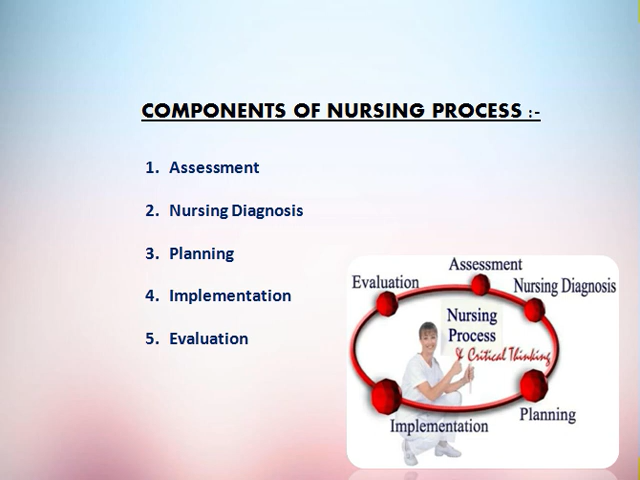 COMPONENTS OF NURSING PROCESS :-
1. Assessment
2. Nursing Diagnosis
3. Planning
4. Implementation
5. Evaluation
Assessment
Evaluation
Nursing Diagnosis
Nursing
Process
& Critical Thinking
Planning
Implementation